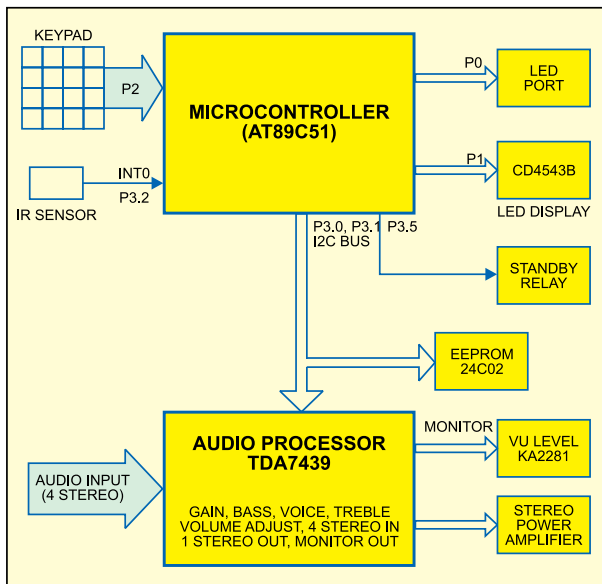 KEYPAD
P2
MICROCONTROLLER
(AT89C51)
P0
LED
PORT
INT0
P3.2
IR SENSOR
P1
CD4543B
LED DISPLAY
P3.0, P3.1
I2C BUS
P3.5
STANDBY
RELAY
EEPROM
24C02
AUDIO INPUT
(4 STEREO)
AUDIO PROCESSOR
TDA7439
GAIN, BASS, VOICE, TREBLE
VOLUME ADJUST, 4 STEREO IN
1 STEREO OUT, MONITOR OUT
MONITOR
VU LEVEL
KA2281
STEREO
POWER
AMPLIFIER